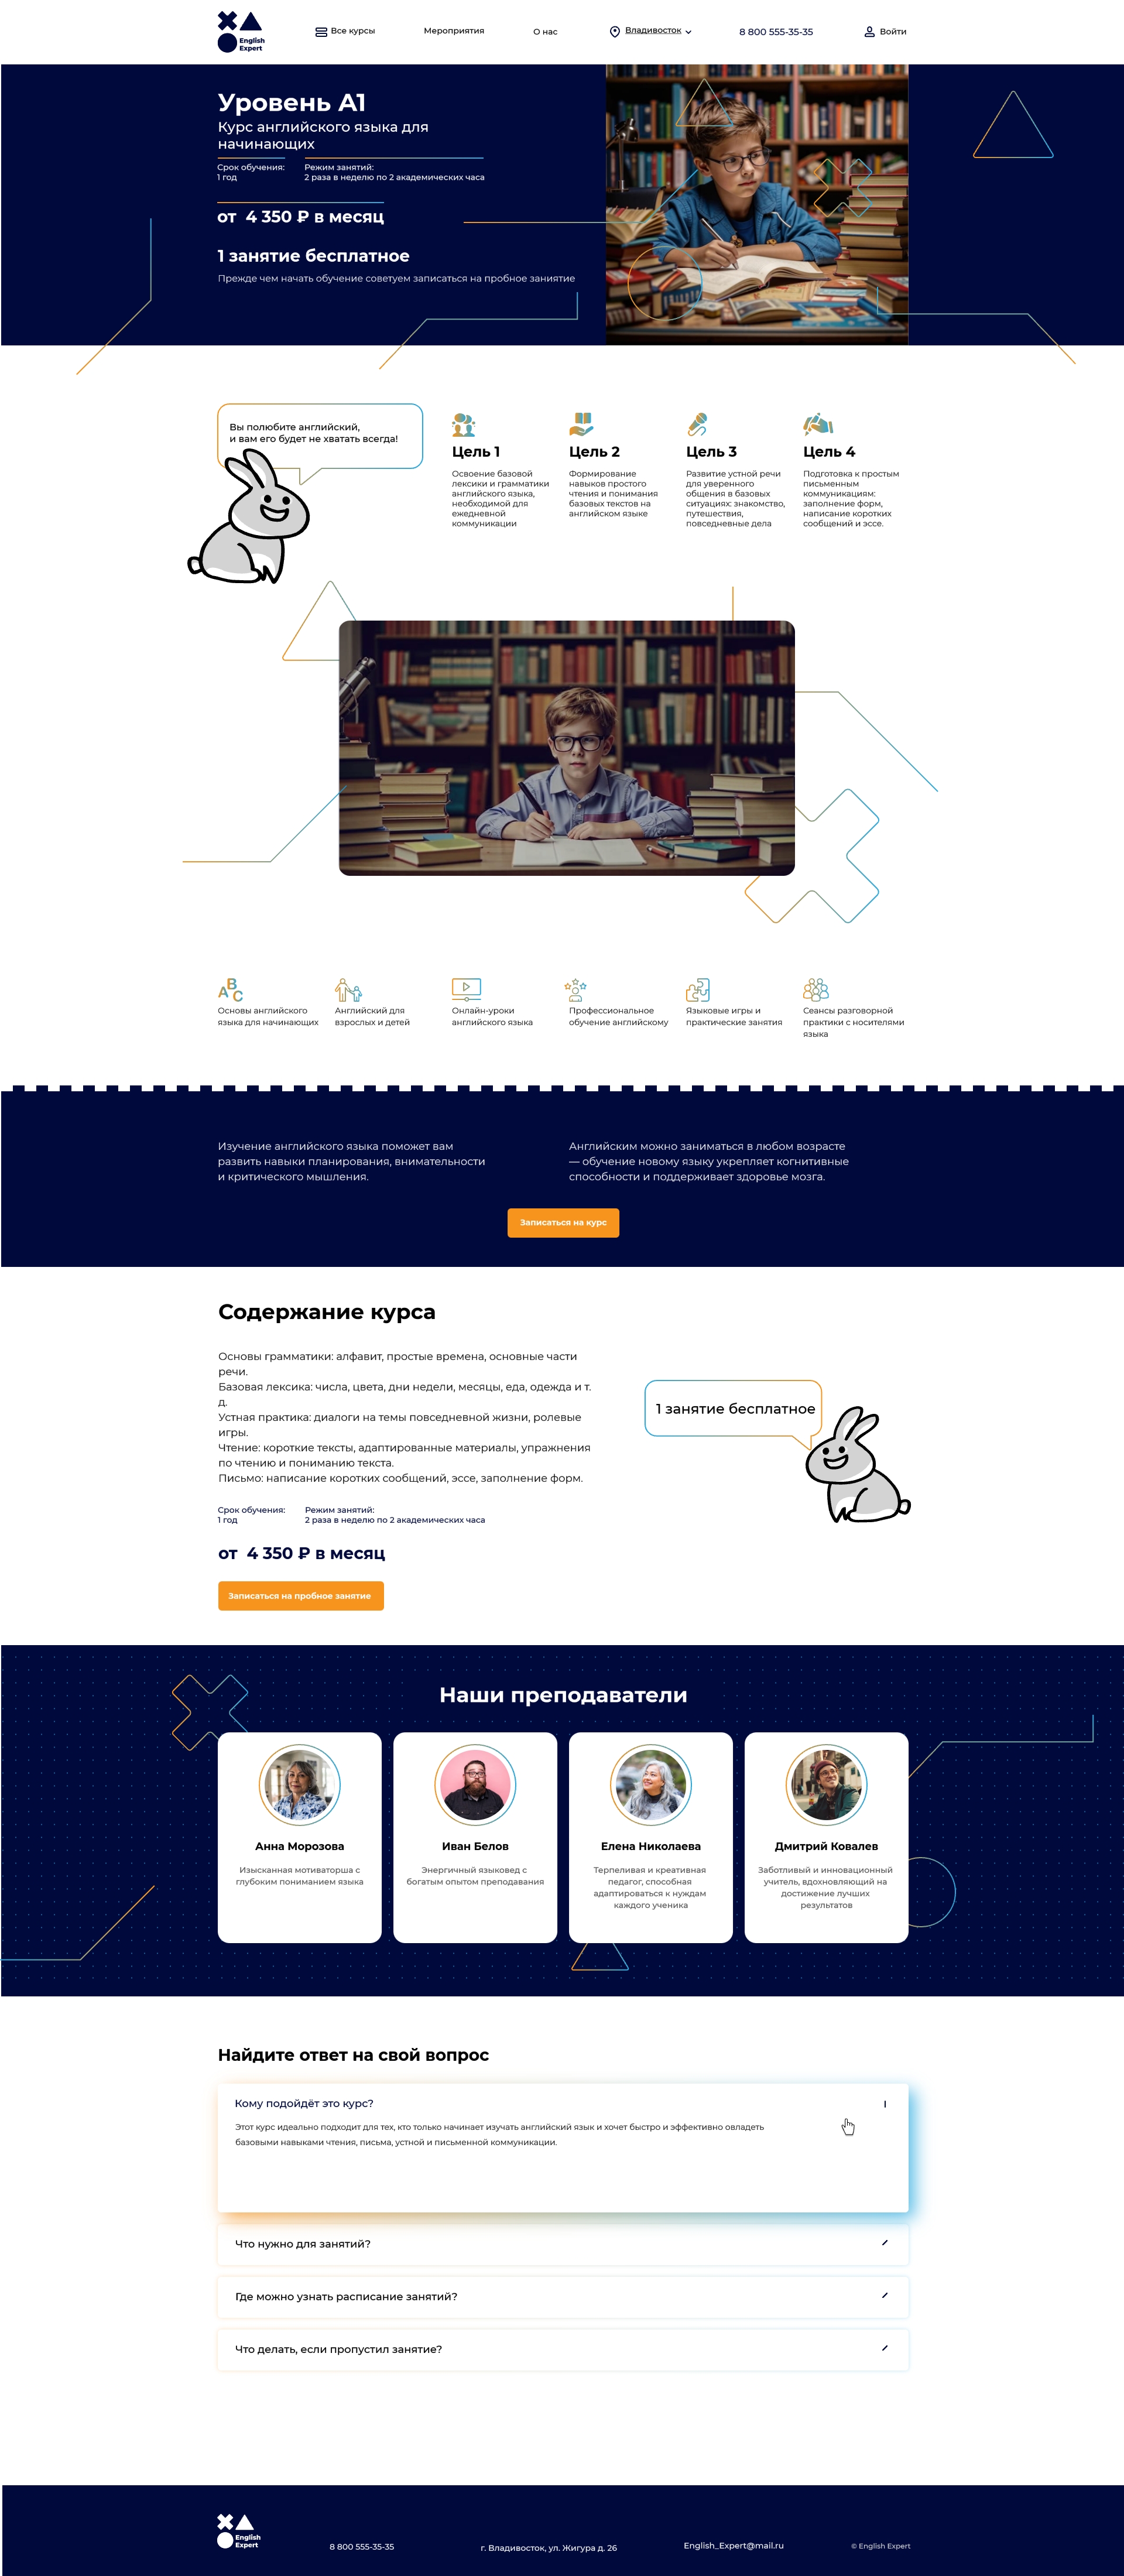 English
Expert
Все курсы
Мероприятия
О нас
Владивосток
8 800 555-35-35
Войти
Уровень А1
Курс английского языка для
начинающих
Срок обучения:
1 год
Режим занятий:
2 раза в неделю по 2 академических часа
от 4 350 ₽ в месяц
1 занятие бесплатное
Прежде чем начать обучение советуем записаться на пробное заниятие
Вы полюбите английский,
и вам его будет не хватать всегда!
Цель 1
Освоение базовой
лексики и грамматики
английского языка,
необходимой для
ежедневной
коммуникации
Цель 2
Формирование
навыков простого
чтения и понимания
базовых текстов на
английском языке
Цель 3
Развитие устной речи
для уверенного
общения в базовых
ситуациях: знакомство,
путешествия,
повседневные дела
Цель 4
Подготовка к простым
письменным
коммуникациям:
заполнение форм,
написание коротких
сообщений и эссе.
ABC
Основы английского
языка для начинающих
Английский для
взрослых и детей
Онлайн-уроки
английского языка
Профессиональное
обучение английскому
Языковые игры и
практические занятия
Сеансы разговорной
практики с носителями
языка
Изучение английского языка поможет вам
развить навыки планирования, внимательности
и критического мышления.
Английским можно заниматься в любом возрасте
— обучение новому языку укрепляет когнитивные
способности и поддерживает здоровье мозга.
Записаться на курс
Содержание курса
Основы грамматики: алфавит, простые времена, основные части
речи.
Базовая лексика: числа, цвета, дни недели, месяцы, еда, одежда и т.
д.
Устная практика: диалоги на темы повседневной жизни, ролевые
игры.
Чтение: короткие тексты, адаптированные материалы, упражнения
по чтению и пониманию текста.
Письмо: написание коротких сообщений, эссе, заполнение форм.
1 занятие бесплатное
Срок обучения:
1 год
Режим занятий:
2 раза в неделю по 2 академических часа
от 4 350 ₽ в месяц
Записаться на пробное занятие
Наши преподаватели
Анна Морозова
Изысканная мотиваторша с
глубоким пониманием языка
Иван Белов
Энергичный языковед с
богатым опытом преподавания
Елена Николаева
Терпеливая и креативная
педагог, способная
адаптироваться к нуждам
каждого ученика
Дмитрий Ковалев
Заботливый и инновационный
учитель, вдохновляющий на
достижение лучших
результатов
Найдите ответ на свой вопрос
Кому подойдёт это курс?
Этот курс идеально подходит для тех, кто только начинает изучать английский язык и хочет быстро и эффективно овладеть
базовыми навыками чтения, письма, устной и письменной коммуникации.
Что нужно для занятий?
Где можно узнать расписание занятий?
Что делать, если пропустил занятие?
English
Expert
8 800 555-35-35
г. Владивосток, ул. Жигура д. 26
English_Expert@mail.ru
© English Expert